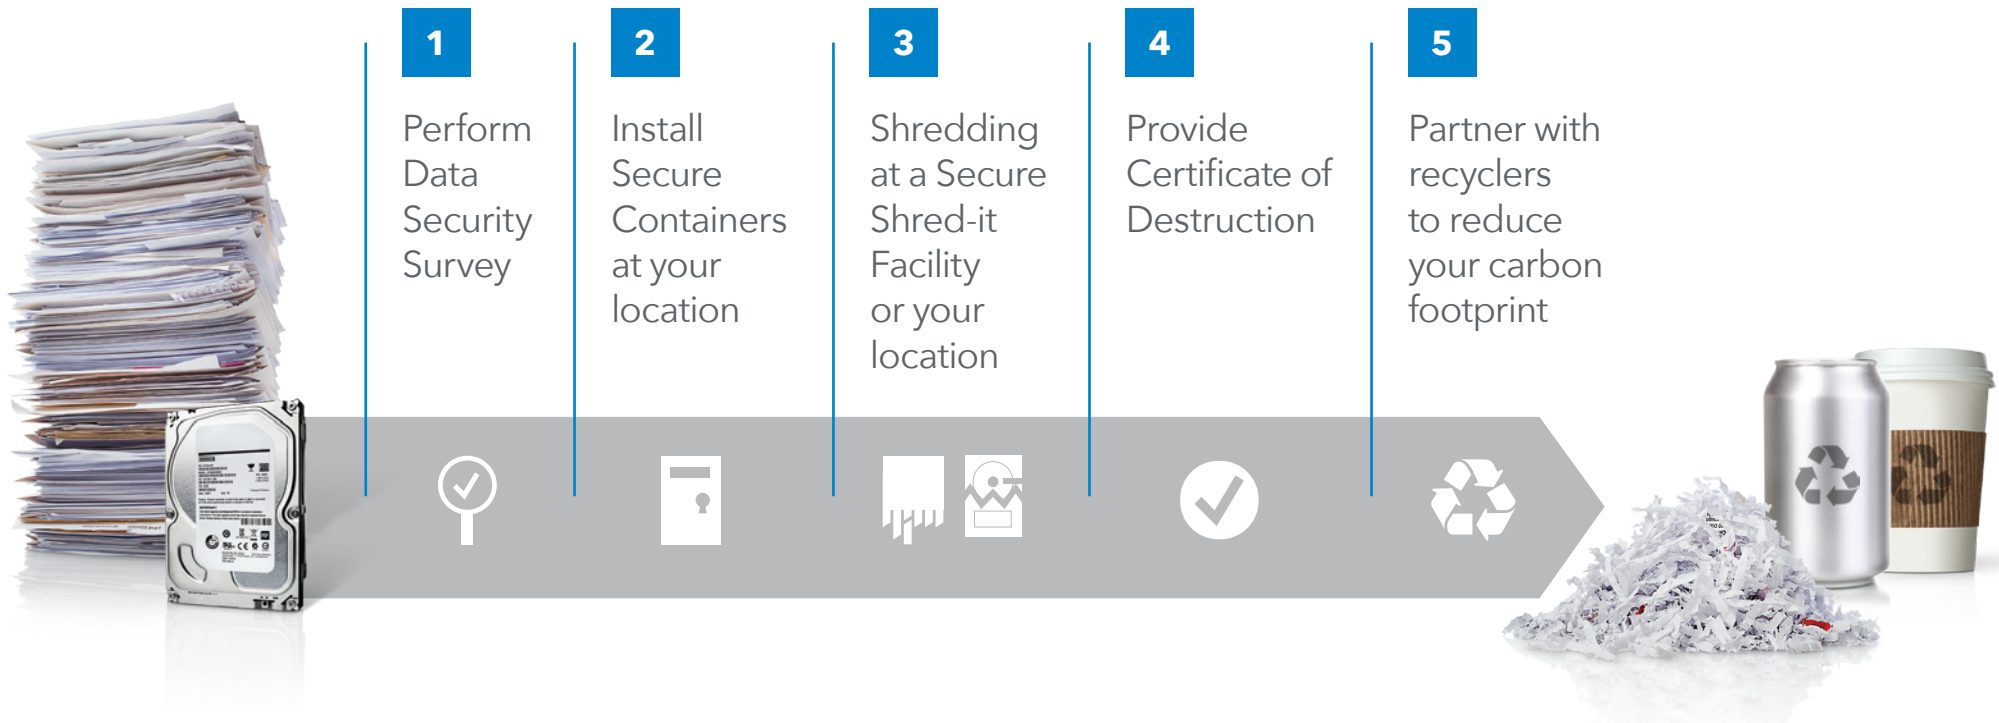 1
Perform
Data
Security
Survey
2
Install
Secure
Containers
at your
location
3
Shredding
at a Secure
Shred-it
Facility
or your
location
4
Provide
Certificate of
Destruction
5
Partner with
recyclers
to reduce
your carbon
footprint